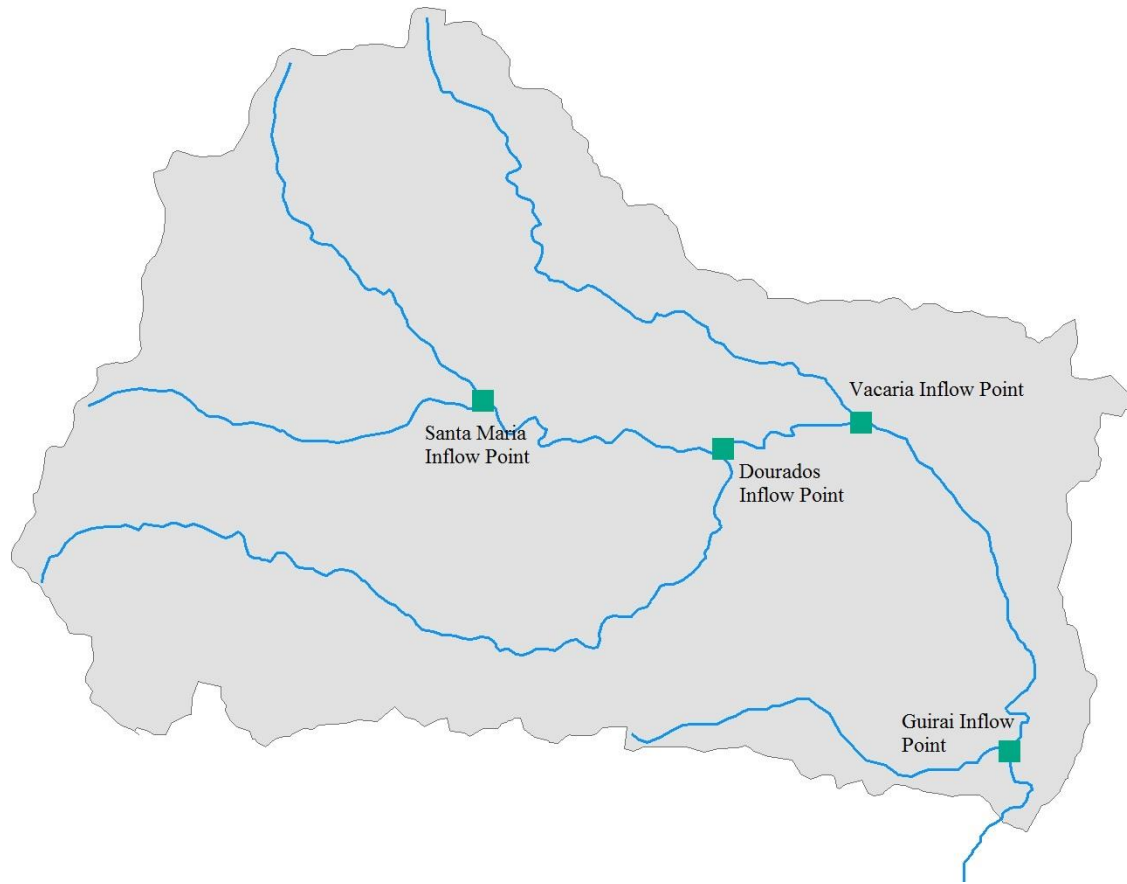 Vacaria Inflow Point
Santa Maria
Inflow Point
Dourados
Inflow Point
Guirai Inflow
Point